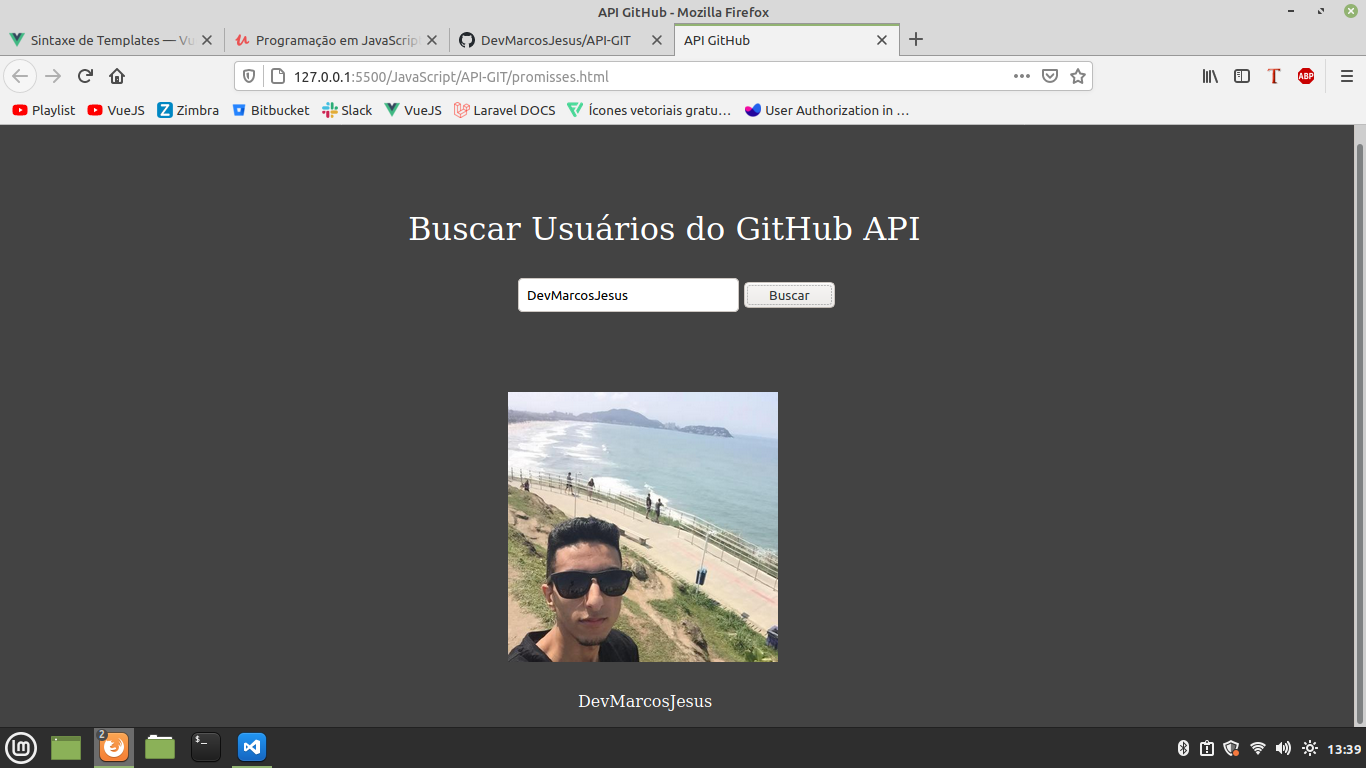 API GitHub - Mozilla Firefox
Sintaxe de Templates — Vu
Programação em JavaScript
DevMarcosJesus/API-GIT
API GitHub
127.0.0.1:5500/JavaScript/API-GIT/promisses.html
T
ABP
Playlist
VueJS
Z Zimbra
Bitbucket
Slack
VueJS
Laravel DOCS
Ícones vetoriais gratu…
User Authorization in …
Buscar Usuários do GitHub API
DevMarcosJesus
Buscar
DevMarcosJesus
2
$_
13:39